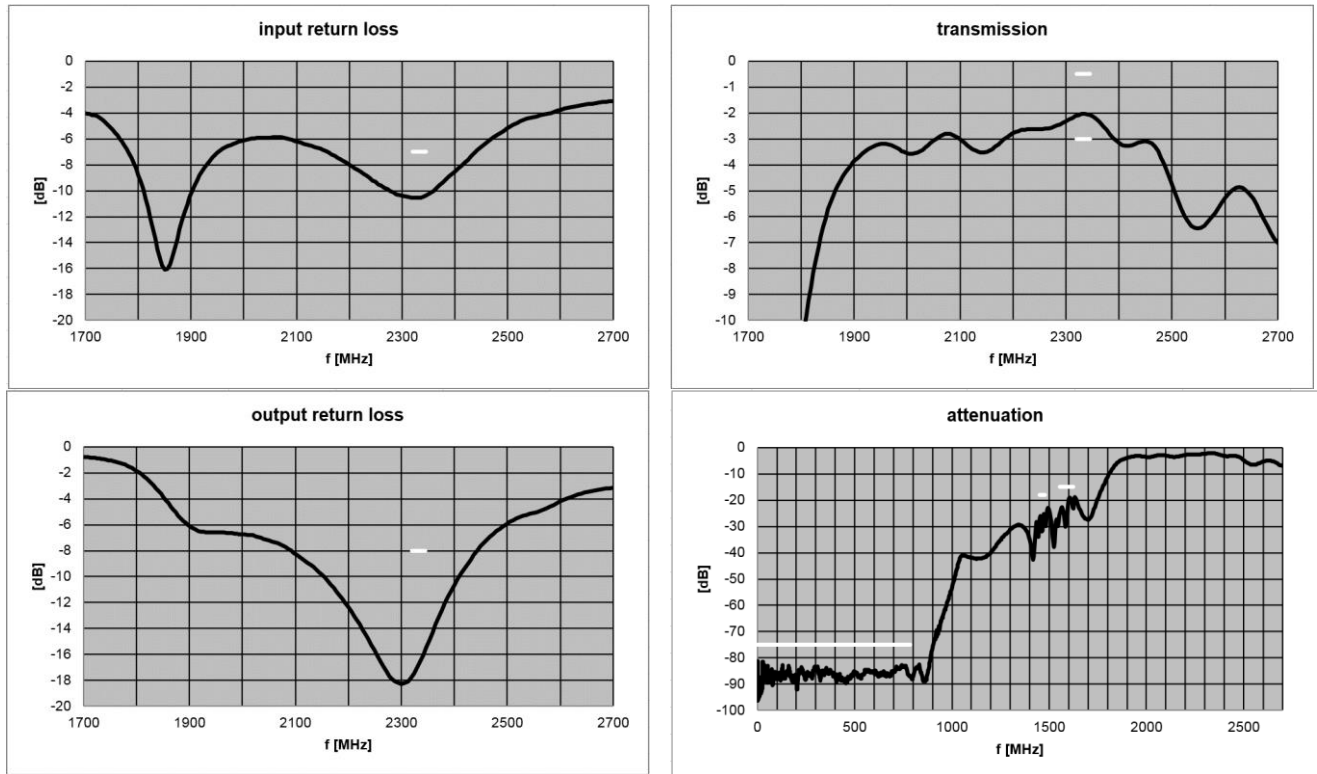 input return loss
0
-2
-4
-6
-8
-10
-12
-14
-16
-18
-20
[dB]
1700 1900 2100 2300 2500 2700
f [MHz]
transmission
0
-1
-2
-3
-4
-5
-6
-7
-8
-9
-10
[dB]
1700 1900 2100 2300 2500 2700
f [MHz]
output return loss
0
-2
-4
-6
-8
-10
-12
-14
-16
-18
-20
[dB]
1700 1900 2100 2300 2500 2700
f [MHz]
attenuation
0
-10
-20
-30
-40
-50
-60
-70
-80
-90
-100
[dB]
0 500 1000 1500 2000 2500
f [MHz]